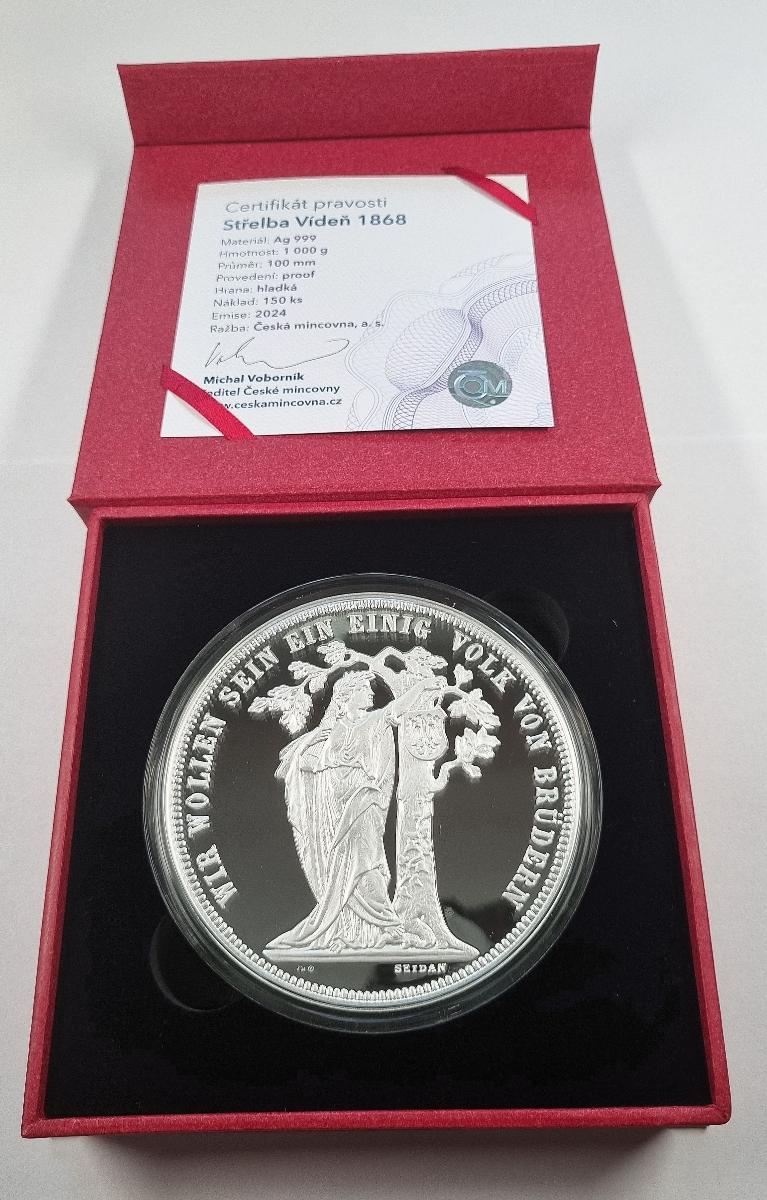 Certifikát pravosti
Střelba Vídeň 1868
Materiál: Ag 999
Hmotnost: 1 000 g
Průměr: 100 mm
Provedení: proof
Hrana: hladká
Náklad: 150 ks
Emise: 2024
Ražba: Česká mincovna, a. s.
Michal Voborník
ředitel České mincovny
www.ceskamincovna.cz
ČM
WIR WOLLEN SEIN EIN EINIG VOLK VON BRÜDERN
SEIDAN